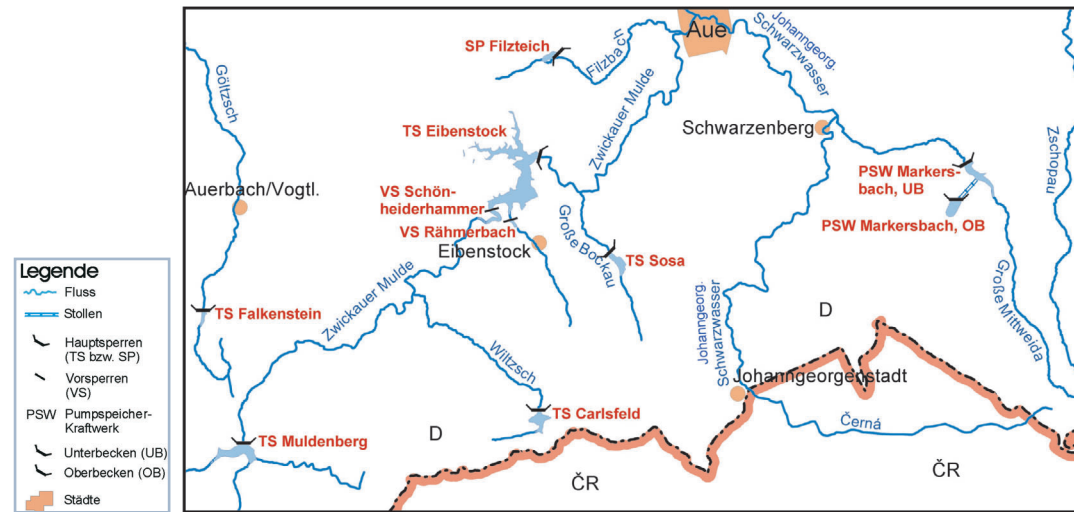 Legende
Fluss
Stollen
Hauptsperren
(TS bzw. SP)
Vorsperren
(VS)
PSW Pumpspeicher-
Kraftwerk
Unterbecken (UB)
Oberbecken (OB)
Städte
Göltzsch
Auerbach/Vogtl.
TS Falkenstein
TS Muldenberg
Zwickauer Mulde
SP Filzteich
Filzbach
Aue
Johanngeorg.
Schwarzwasser
Zwickauer Mulde
TS Eibenstock
VS Schön-
heiderhammer
VS Rähmerbach
Eibenstock
Große Bockau
TS Sosa
Wiltzsch
TS Carlsfeld
Schwarzenberg
PSW Markers-
bach, UB
PSW Markersbach, OB
Zschopau
Große Mittweida
Johanngeorg.
Schwarzwasser
D
Johanngeorgenstadt
Černá
D
ČR
ČR